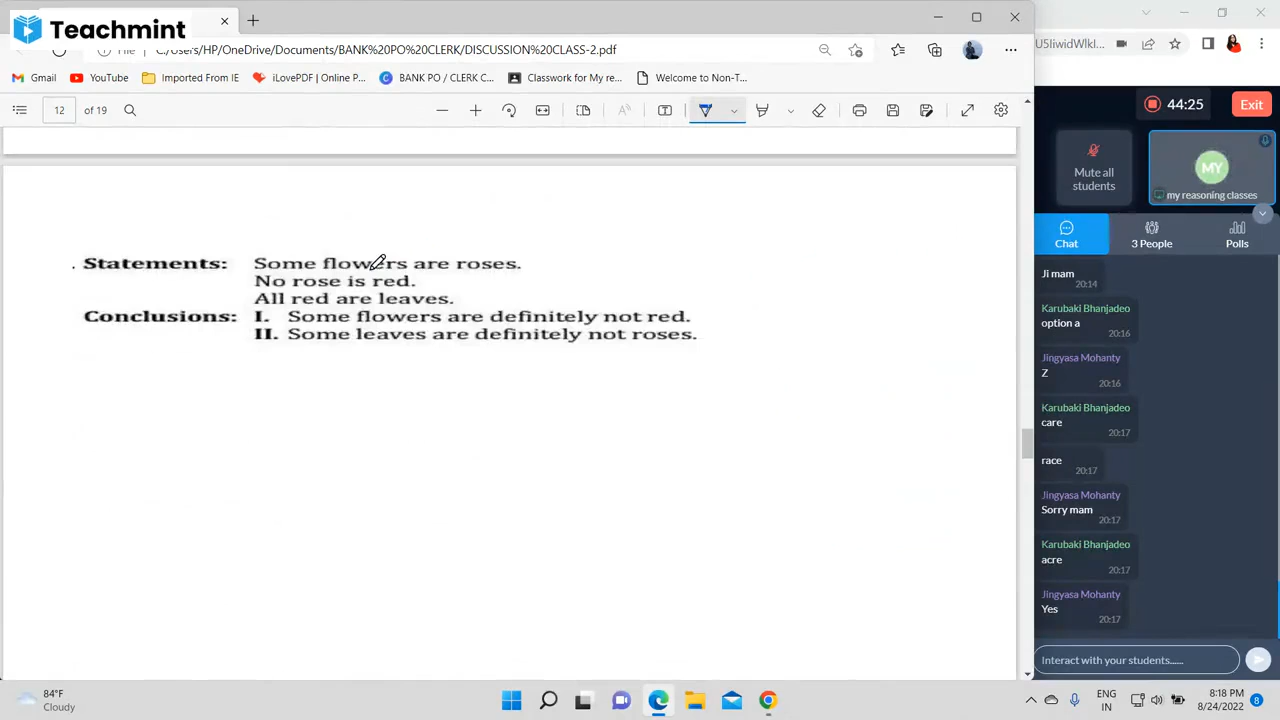 Teachmint
File C:/Users/HP/OneDrive/Documents/BANK%20PO%20CLERK/DISCUSSION%20CLASS-2.pdf
U5IiwidWlkI...
Gmail YouTube Imported From IE iLovePDF | Online P... BANK PO / CLERK C... Classwork for My re... Welcome to Non-T...
12 of 19
44:25 Exit
Mute all
students
MY
my reasoning classes
Chat 3 People Polls
Statements: Some flowers are roses.
No rose is red.
All red are leaves.
Conclusions: I. Some flowers are definitely not red.
II. Some leaves are definitely not roses.
Ji mam
20:14
Karubaki Bhanjadeo
option a
20:16
Jingyasa Mohanty
Z
20:16
Karubaki Bhanjadeo
care
20:17
race
20:17
Jingyasa Mohanty
Sorry mam
20:17
Karubaki Bhanjadeo
acre
20:17
Jingyasa Mohanty
Yes
20:17
Interact with your students......
84°F
Cloudy
ENG
IN
8:18 PM
8/24/2022
8